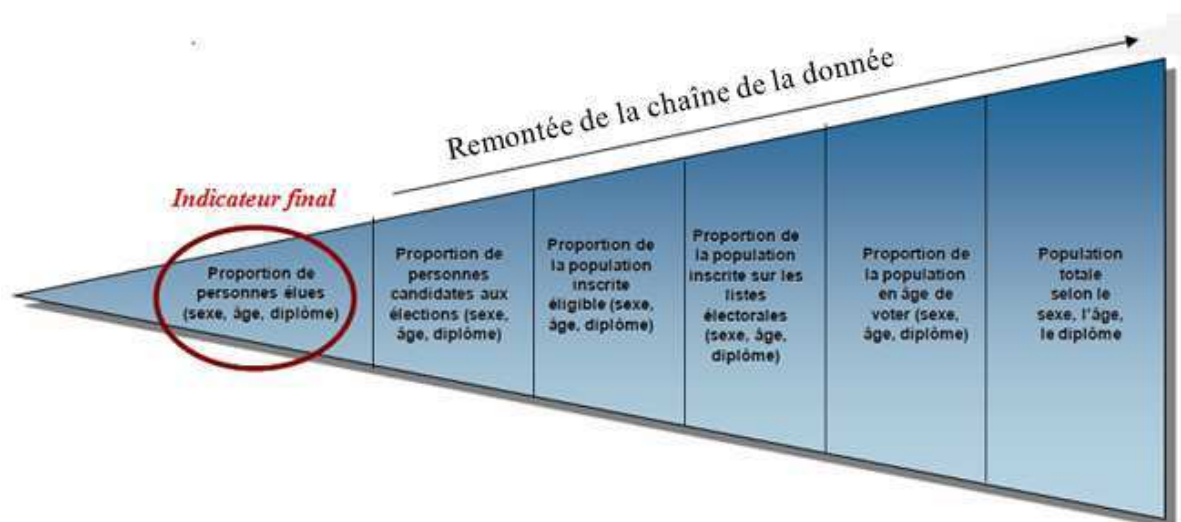 Remontée de la chaîne de la donnée
Indicateur final
Proportion de
personnes élues
(sexe, âge, diplôme)
Proportion de
personnes
candidates aux
élections (sexe,
âge, diplôme)
Proportion de
la population
inscrite
éligible (sexe,
âge, diplôme)
Proportion de
la population
inscrite sur les
listes
électorales
(sexe, âge,
diplôme)
Proportion de
la population
en âge de
voter (sexe,
âge, diplôme)
Population
totale
selon le
sexe, l'âge,
le diplôme